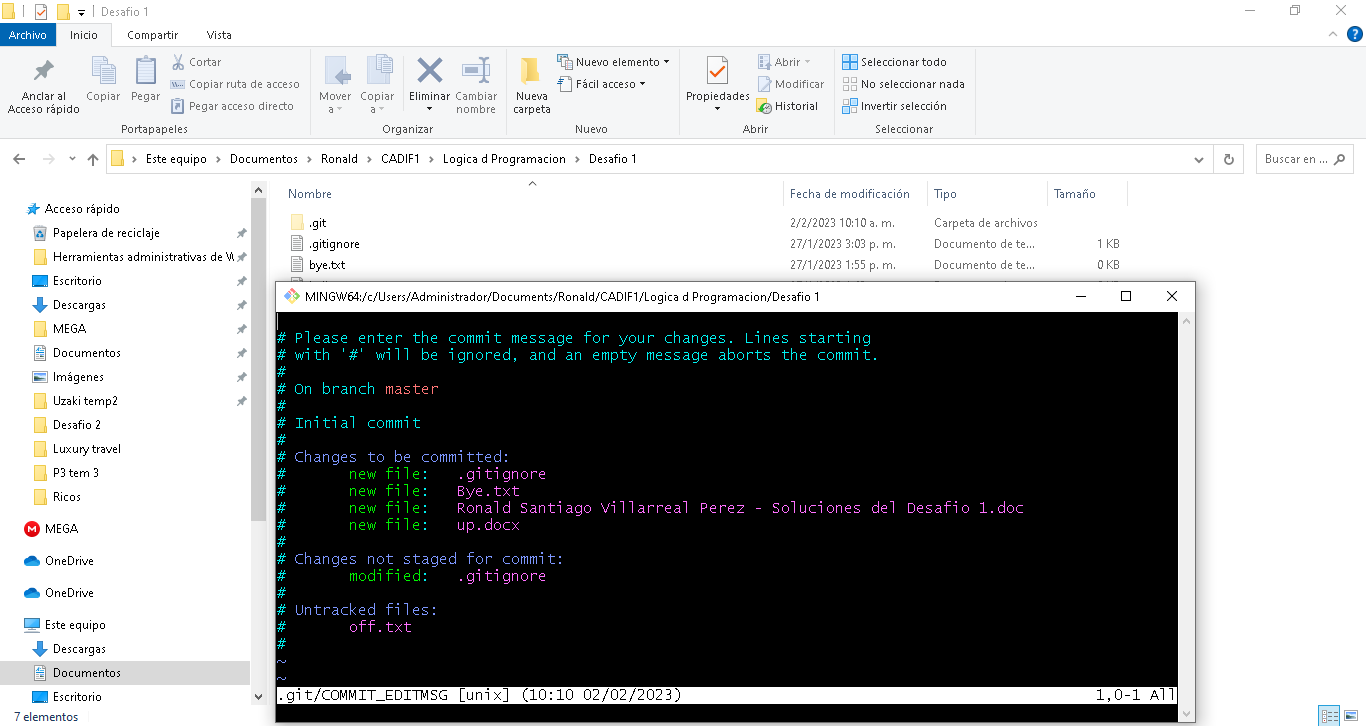 Desafio 1
Archivo Inicio Compartir Vista
Anclar al Acceso rápido
Copiar
Pegar
Cortar
Copiar ruta de acceso
Pegar acceso directo
Portapapeles
Mover a
Copiar a
Eliminar
Cambiar nombre
Organizar
Nueva carpeta
Nuevo elemento
Fácil acceso
Nuevo
Propiedades
Abrir
Modificar
Historial
Abrir
Seleccionar todo
No seleccionar nada
Invertir selección
Seleccionar
Este equipo > Documentos > Ronald > CADIF1 > Logica d Programacion > Desafio 1
Buscar en ...
Acceso rápido
Papelera de reciclaje
Herramientas administrativas de W
Escritorio
Descargas
MEGA
Documentos
Imágenes
Uzaki temp2
Desafio 2
Luxury travel
P3 tem 3
Ricos
MEGA
OneDrive
OneDrive
Este equipo
Descargas
Documentos
Escritorio
7 elementos
Nombre Fecha de modificación Tipo Tamaño
.git 2/2/2023 10:10 a. m. Carpeta de archivos
.gitignore 27/1/2023 3:03 p. m. Documento de te... 1 KB
bye.txt 27/1/2023 1:55 p. m. Documento de te... 0 KB
MINGW64:/c/Users/Administrador/Documents/Ronald/CADIF1/Logica d Programacion/Desafio 1
# Please enter the commit message for your changes. Lines starting
# with '#' will be ignored, and an empty message aborts the commit.
#
# On branch master
#
# Initial commit
#
# Changes to be committed:
#       new file:   .gitignore
#       new file:   Bye.txt
#       new file:   Ronald Santiago Villarreal Perez - Soluciones del Desafio 1.doc
#       new file:   up.docx
#
# Changes not staged for commit:
#       modified:   .gitignore
#
# Untracked files:
#       off.txt
#
~
~
.git/COMMIT_EDITMSG [unix] (10:10 02/02/2023) 1,0-1 All